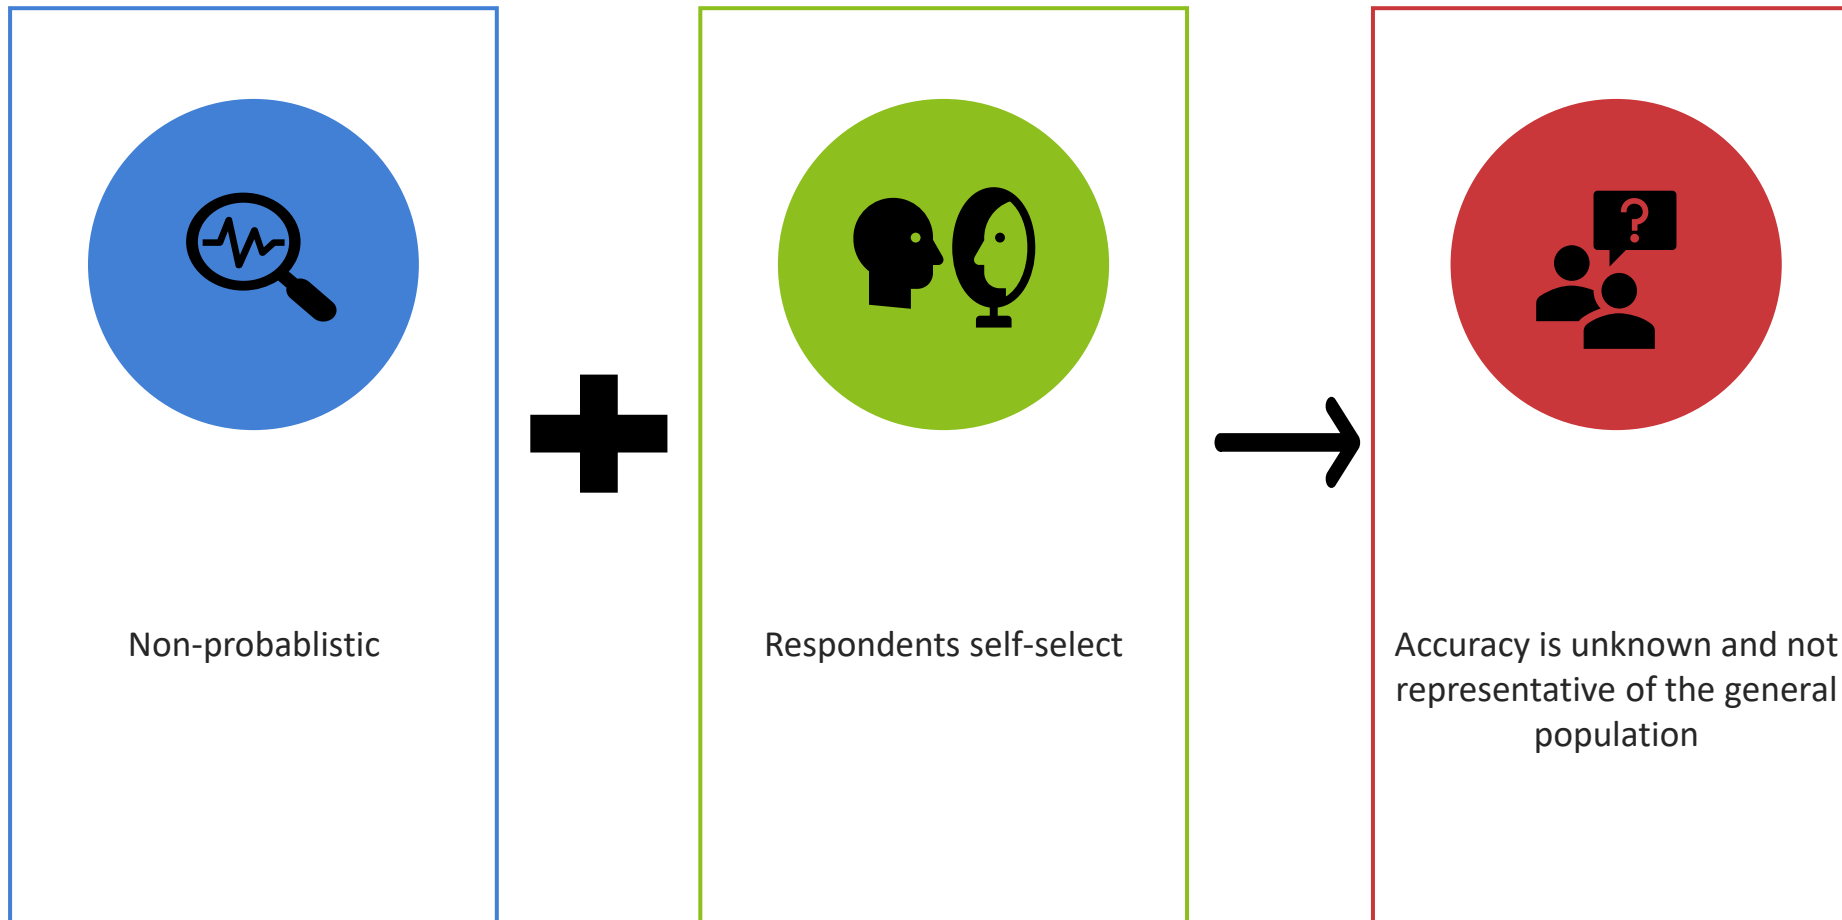 Non-probablistic
Respondents self-select
Accuracy is unknown and not
representative of the general
population
?